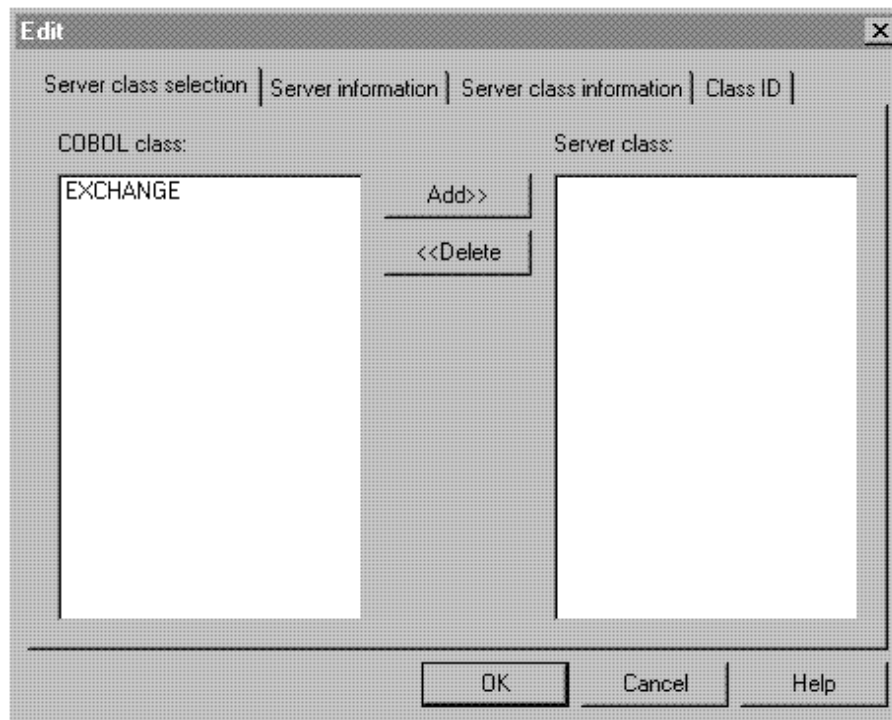 Edit
Server class selection Server information Server class information Class ID
COBOL class: Server class:
EXCHANGE
Add>>
<<Delete
OK Cancel Help